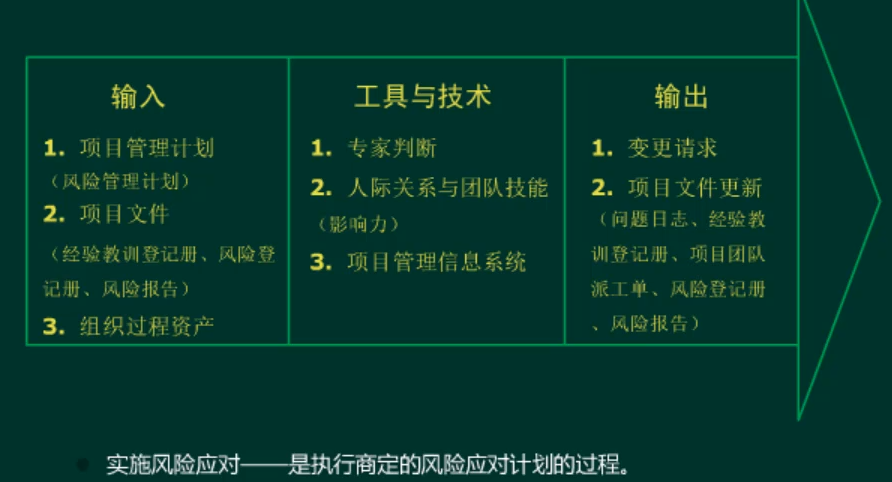 输入
1. 项目管理计划
（风险管理计划）
2. 项目文件
（经验教训登记册、风险登
记册、风险报告）
3. 组织过程资产
工具与技术
1. 专家判断
2. 人际关系与团队技能
（影响力）
3. 项目管理信息系统
输出
1. 变更请求
2. 项目文件更新
（问题日志、经验教
训登记册、项目团队
派工单、风险登记册
、风险报告）
实施风险应对——是执行商定的风险应对计划的过程。